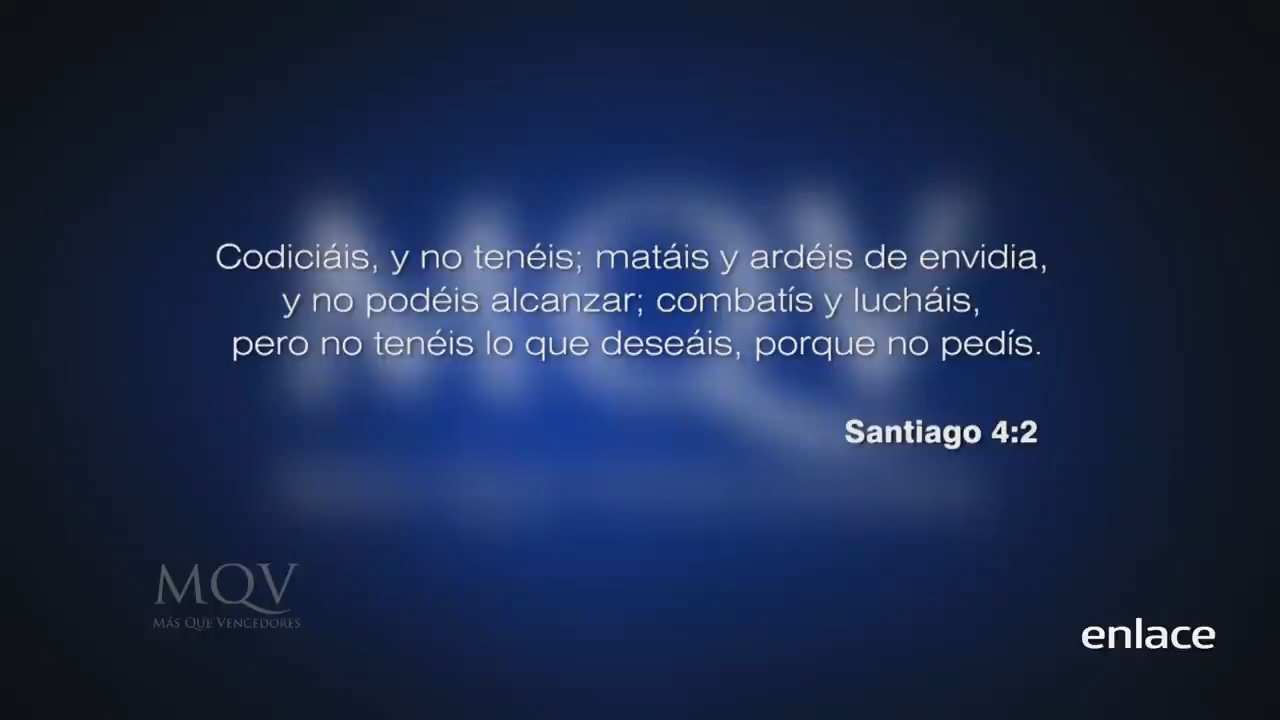 Codiciáis, y no tenéis; matáis y ardéis de envidia,
y no podéis alcanzar; combatís y lucháis,
pero no tenéis lo que deseáis, porque no pedís.
Santiago 4:2
MQV
MÁS QUE VENCEDORES
enlace